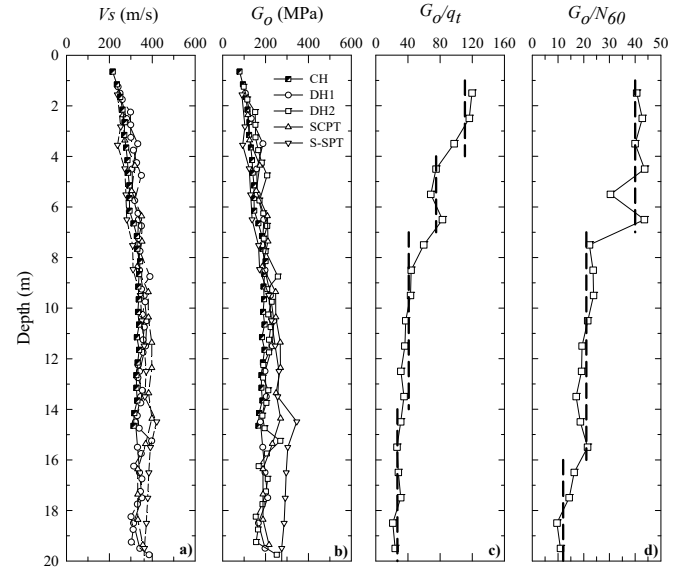 Vs (m/s)
0 200 400 600
Gₒ (MPa)
0 200 400 600
Gₒ/qₜ
0 40 80 120 160
Gₒ/N₆₀
0 10 20 30 40 50
Depth (m)
0
2
4
6
8
10
12
14
16
18
20
CH
DH1
DH2
SCPT
S-SPT
a)
b)
c)
d)